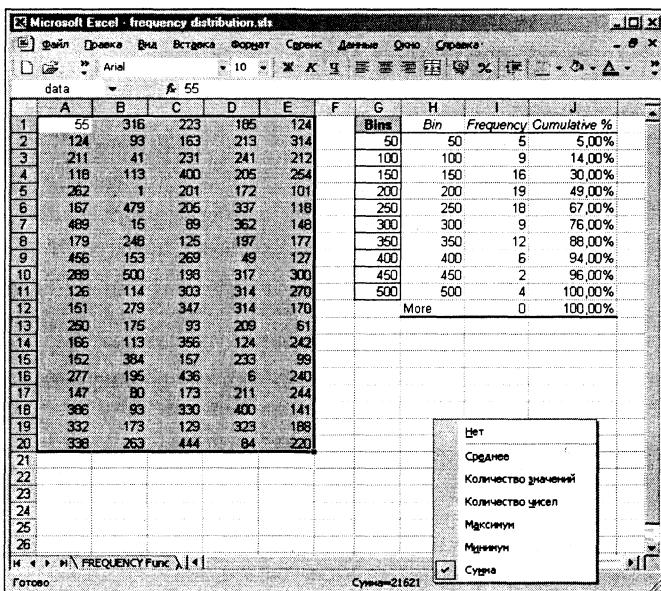 Microsoft Excel - frequency distribution.xls
Файл Правка Вид Вставка Формат Сервис Данные Окно Справка
Arial 10 Ж К Ч %
data fx 55
A B C D E F G H I J
1 55 316 223 185 124 Bins Bin Frequency Cumulative %
2 124 93 163 213 314 50 50 5 5,00%
3 211 41 231 241 212 100 100 9 14,00%
4 118 113 400 205 254 150 150 16 30,00%
5 262 1 201 172 101 200 200 19 49,00%
6 167 479 205 337 118 250 250 18 67,00%
7 489 15 89 362 148 300 300 9 76,00%
8 179 248 125 197 177 350 350 12 88,00%
9 456 153 269 49 127 400 400 6 94,00%
10 289 500 198 317 300 450 450 2 96,00%
11 126 114 303 314 270 500 500 4 100,00%
12 151 279 347 314 170 More 0 100,00%
13 250 175 93 209 61
14 166 113 356 124 242
15 152 384 157 233 99
16 277 195 436 6 240
17 147 80 173 211 244
18 386 93 330 400 141
19 332 173 129 323 188
20 338 263 444 84 220
21
22
23
24
25
26
Нет
Среднее
Количество значений
Количество чисел
Максимум
Минимум
Сумма
FREQUENCY Func
Готово Сумма=21621